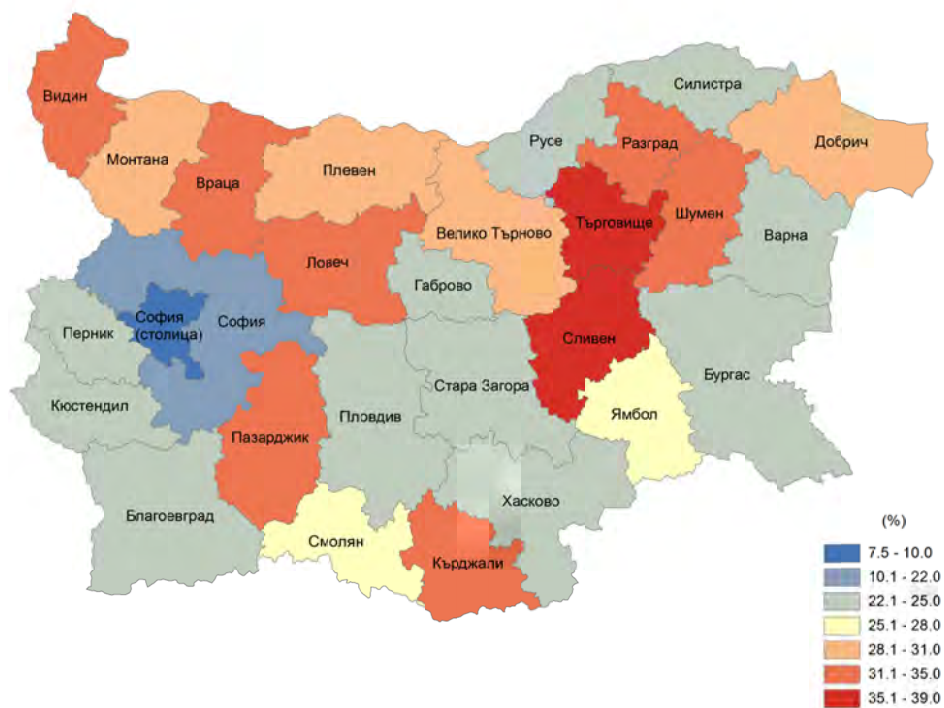 Силистра
Видин
Русе
Разград
Добрич
Монтана
Плевен
Враца
Шумен
Търговище
Велико Търново
Варна
Ловеч
Габрово
София
(столица)
София
Перник
Сливен
Бургас
Стара Загора
Кюстендил
Пловдив
Ямбол
Пазарджик
Хасково
Благоевград
Смолян
Кърджали
(%)
7.5 - 10.0
10.1 - 22.0
22.1 - 25.0
25.1 - 28.0
28.1 - 31.0
31.1 - 35.0
35.1 - 39.0